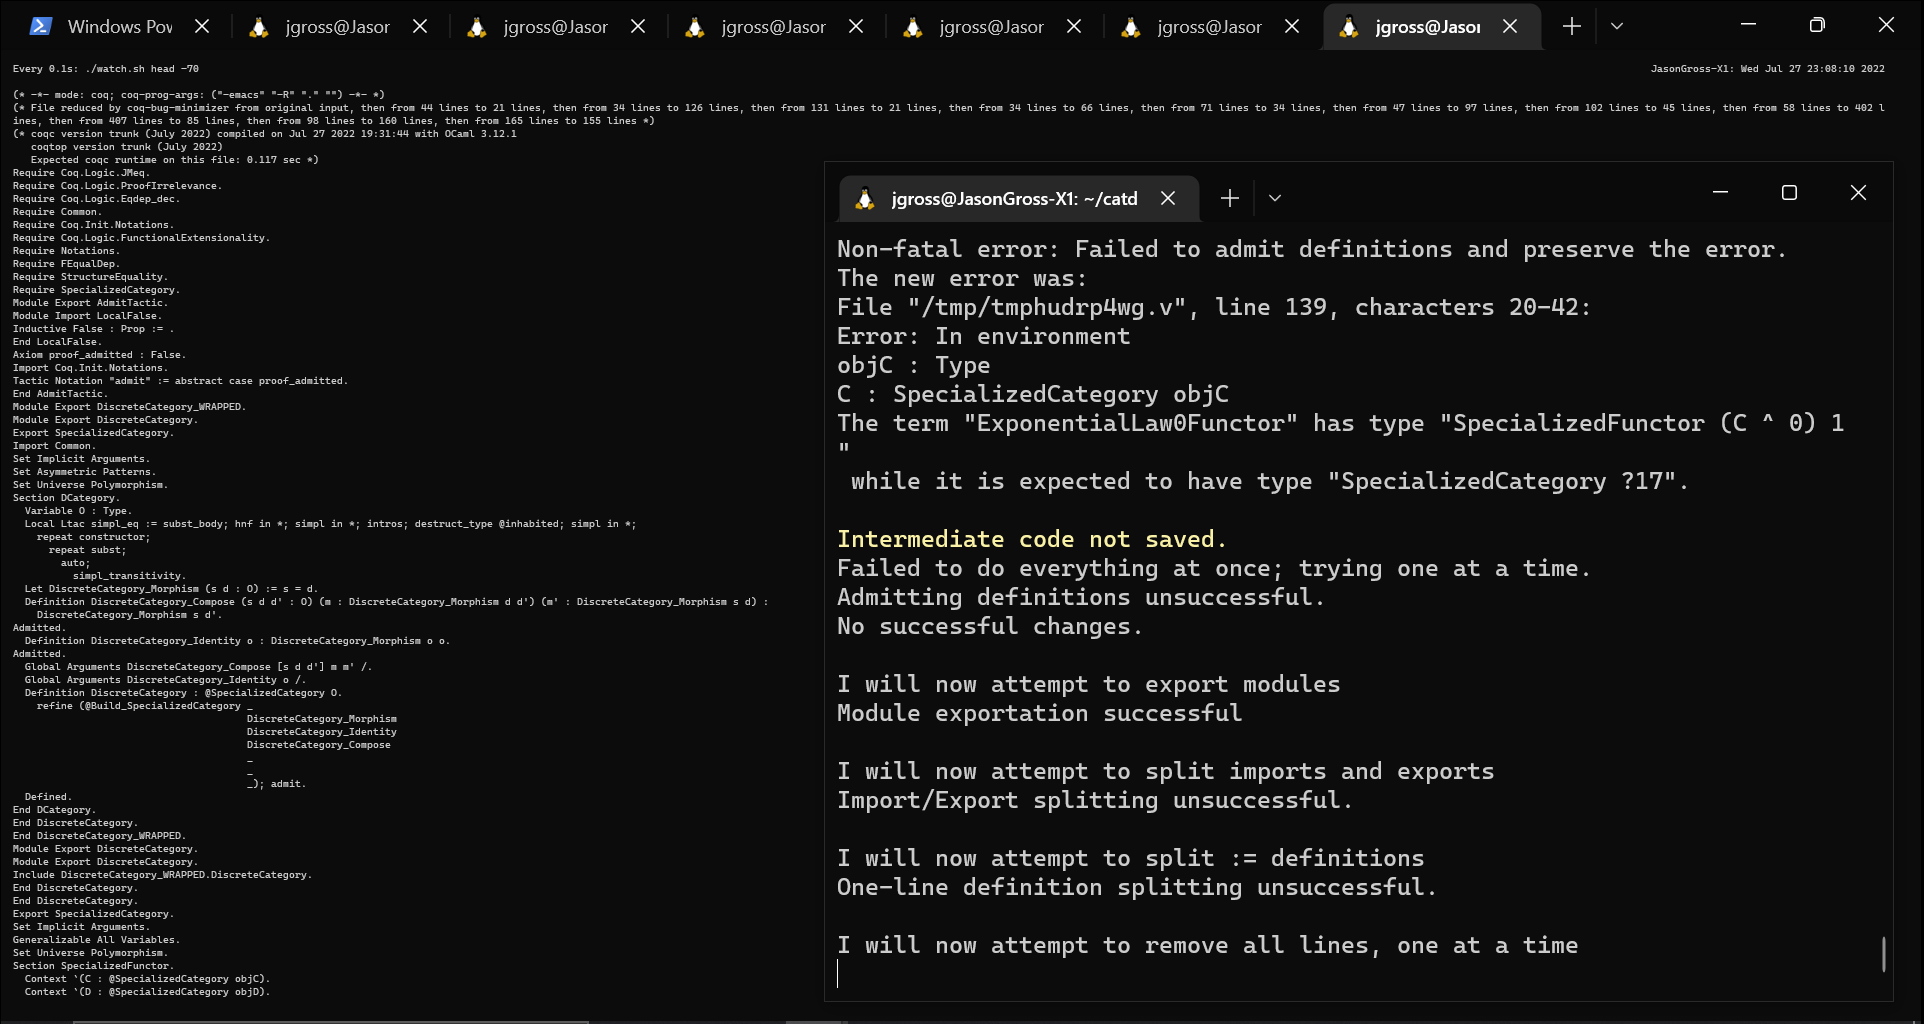 Windows Pov
jgross@Jasor
jgross@Jasor
jgross@Jasor
jgross@Jasor
jgross@Jasor
jgross@Jasor
Every 0.1s: ./watch.sh head -70
JasonGross-X1: Wed Jul 27 23:08:10 2022
(* -*- mode: coq; coq-prog-args: ("-emacs" "-R" "." "") -*- *)
(* File reduced by coq-bug-minimizer from original input, then from 44 lines to 21 lines, then from 34 lines to 126 lines, then from 131 lines to 21 lines, then from 34 lines to 66 lines, then from 71 lines to 34 lines, then from 47 lines to 97 lines, then from 102 lines to 45 lines, then from 58 lines to 402 l
ines, then from 407 lines to 85 lines, then from 98 lines to 160 lines, then from 165 lines to 155 lines *)
(* coqc version trunk (July 2022) compiled on Jul 27 2022 19:31:44 with OCaml 3.12.1
   coqtop version trunk (July 2022)
   Expected coqc runtime on this file: 0.117 sec *)
Require Coq.Logic.JMeq.
Require Coq.Logic.ProofIrrelevance.
Require Coq.Logic.Eqdep_dec.
Require Common.
Require Coq.Init.Notations.
Require Coq.Logic.FunctionalExtensionality.
Require Notations.
Require FEqualDep.
Require StructureEquality.
Require SpecializedCategory.
Module Export AdmitTactic.
Module Import LocalFalse.
Inductive False : Prop := .
End LocalFalse.
Axiom proof_admitted : False.
Import Coq.Init.Notations.
Tactic Notation "admit" := abstract case proof_admitted.
End AdmitTactic.
Module Export DiscreteCategory_WRAPPED.
Module Export DiscreteCategory.
Export SpecializedCategory.
Import Common.
Set Implicit Arguments.
Set Asymmetric Patterns.
Set Universe Polymorphism.
Section DCategory.
  Variable O : Type.
  Local Ltac simpl_eq := subst_body; hnf in *; simpl in *; intros; destruct_type @inhabited; simpl in *;
    repeat constructor;
      repeat subst;
        auto;
          simpl_transitivity.
  Let DiscreteCategory_Morphism (s d : O) := s = d.
  Definition DiscreteCategory_Compose (s d d' : O) (m : DiscreteCategory_Morphism d d') (m' : DiscreteCategory_Morphism s d) :
    DiscreteCategory_Morphism s d'.
Admitted.
  Definition DiscreteCategory_Identity o : DiscreteCategory_Morphism o o.
Admitted.
  Global Arguments DiscreteCategory_Compose [s d d'] m m' /.
  Global Arguments DiscreteCategory_Identity o /.
  Definition DiscreteCategory : @SpecializedCategory O.
    refine (@Build_SpecializedCategory _
                                       DiscreteCategory_Morphism
                                       DiscreteCategory_Identity
                                       DiscreteCategory_Compose
                                       _
                                       _
                                       _); admit.
  Defined.
End DCategory.
End DiscreteCategory.
End DiscreteCategory_WRAPPED.
Module Export DiscreteCategory.
Module Export DiscreteCategory.
Include DiscreteCategory_WRAPPED.DiscreteCategory.
End DiscreteCategory.
End DiscreteCategory.
Export SpecializedCategory.
Set Implicit Arguments.
Generalizable All Variables.
Set Universe Polymorphism.
Section SpecializedFunctor.
  Context `(C : @SpecializedCategory objC).
  Context `(D : @SpecializedCategory objD).
jgross@JasonGross-X1: ~/catd
Non-fatal error: Failed to admit definitions and preserve the error.
The new error was:
File "/tmp/tmphudrp4wg.v", line 139, characters 20-42:
Error: In environment
objC : Type
C : SpecializedCategory objC
The term "ExponentialLaw0Functor" has type "SpecializedFunctor (C ^ 0) 1
"
 while it is expected to have type "SpecializedCategory ?17".
Intermediate code not saved.
Failed to do everything at once; trying one at a time.
Admitting definitions unsuccessful.
No successful changes.
I will now attempt to export modules
Module exportation successful
I will now attempt to split imports and exports
Import/Export splitting unsuccessful.
I will now attempt to split := definitions
One-line definition splitting unsuccessful.
I will now attempt to remove all lines, one at a time